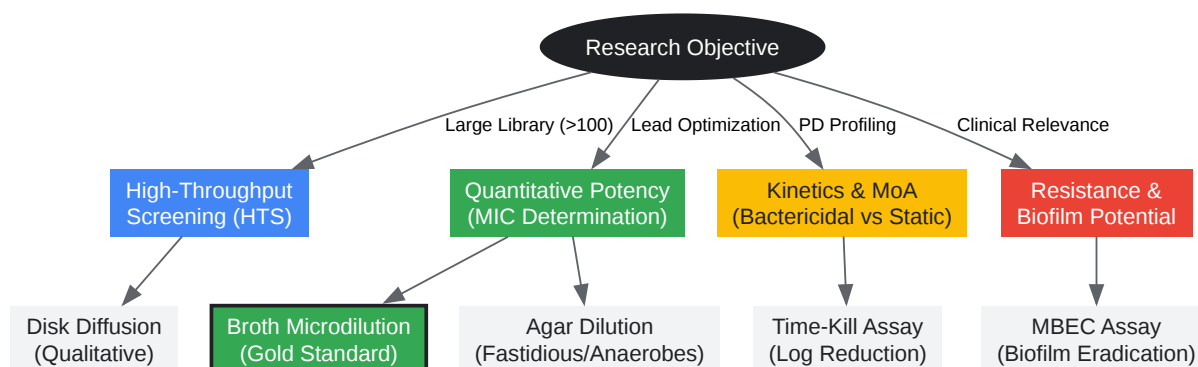 Research Objective
Large Library (>100)
Lead Optimization
PD Profiling
Clinical Relevance
High-Throughput
Screening (HTS)
Quantitative Potency
(MIC Determination)
Kinetics & MoA
(Bactericidal vs Static)
Resistance &
Biofilm Potential
Disk Diffusion
(Qualitative)
Broth Microdilution
(Gold Standard)
Agar Dilution
(Fastidious/Anaerobes)
Time-Kill Assay
(Log Reduction)
MBEC Assay
(Biofilm Eradication)